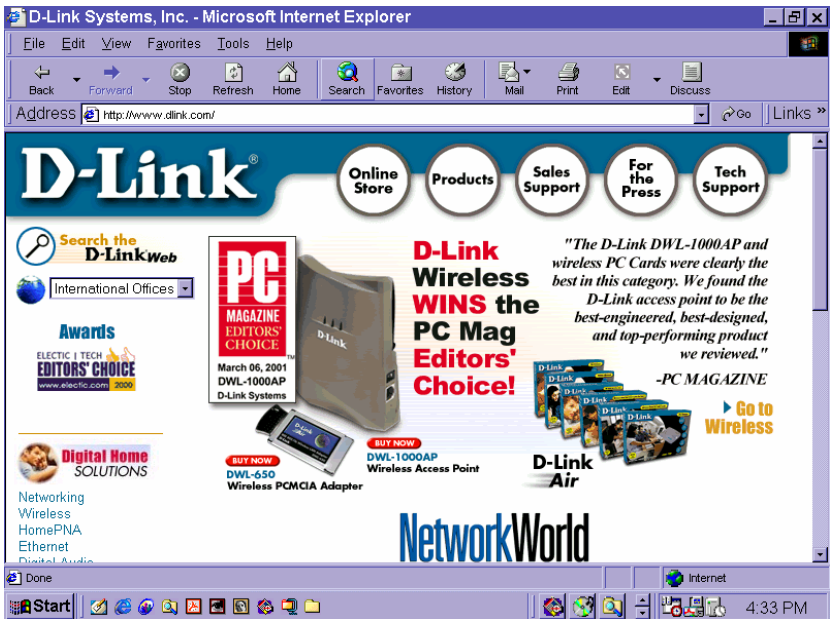 D-Link Systems, Inc. - Microsoft Internet Explorer
File Edit View Favorites Tools Help
Back Forward Stop Refresh Home Search Favorites History Mail Print Edit Discuss
Address http://www.dlink.com/ Go Links »
D-Link®
Online Store
Products
Sales Support
For the Press
Tech Support
Search the
D-Link Web
International Offices
Awards
ELECTIC | TECH
EDITORS' CHOICE
www.electic.com 2000
Digital Home
SOLUTIONS
Networking
Wireless
HomePNA
Ethernet
Digital Audio
PC
MAGAZINE
EDITORS'
CHOICE
TM
March 06, 2001
DWL-1000AP
D-Link Systems
D-Link
D-Link
Wireless
WINS the
PC Mag
Editors'
Choice!
"The D-Link DWL-1000AP and
wireless PC Cards were clearly the
best in this category. We found the
D-Link access point to be the
best-engineered, best-designed,
and top-performing product
we reviewed."
-PC MAGAZINE
Go to
Wireless
BUY NOW
DWL-650
Wireless PCMCIA Adapter
BUY NOW
DWL-1000AP
Wireless Access Point
D-Link
Air
NetworkWorld
Done
Internet
Start
4:33 PM